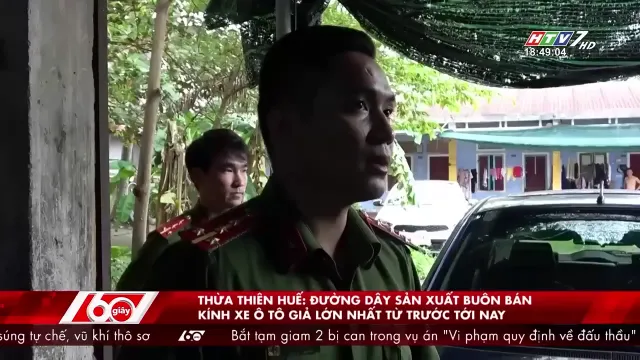 HTV7 HD
18:49:04
THỪA THIÊN HUẾ: ĐƯỜNG DÂY SẢN XUẤT BUÔN BÁN
KÍNH XE Ô TÔ GIẢ LỚN NHẤT TỪ TRƯỚC TỚI NAY
60 giây
súng tự chế, vũ khí thô sơ
Bắt tạm giam 2 bị can trong vụ án "Vi phạm quy định về đấu thầu"